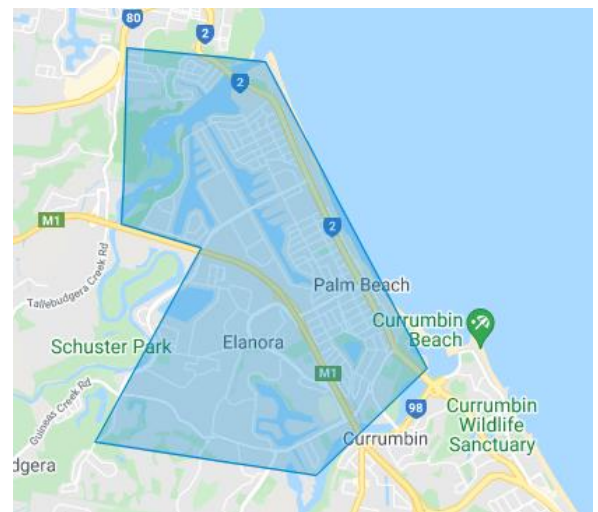 80
2
2
M1
Tallebudgera Creek Rd
2
Palm Beach
Currumbin
Beach
Schuster Park
Elanora
M1
Guineas Creek Rd
98
Currumbin
Wildlife
Sanctuary
Currumbin
dgera